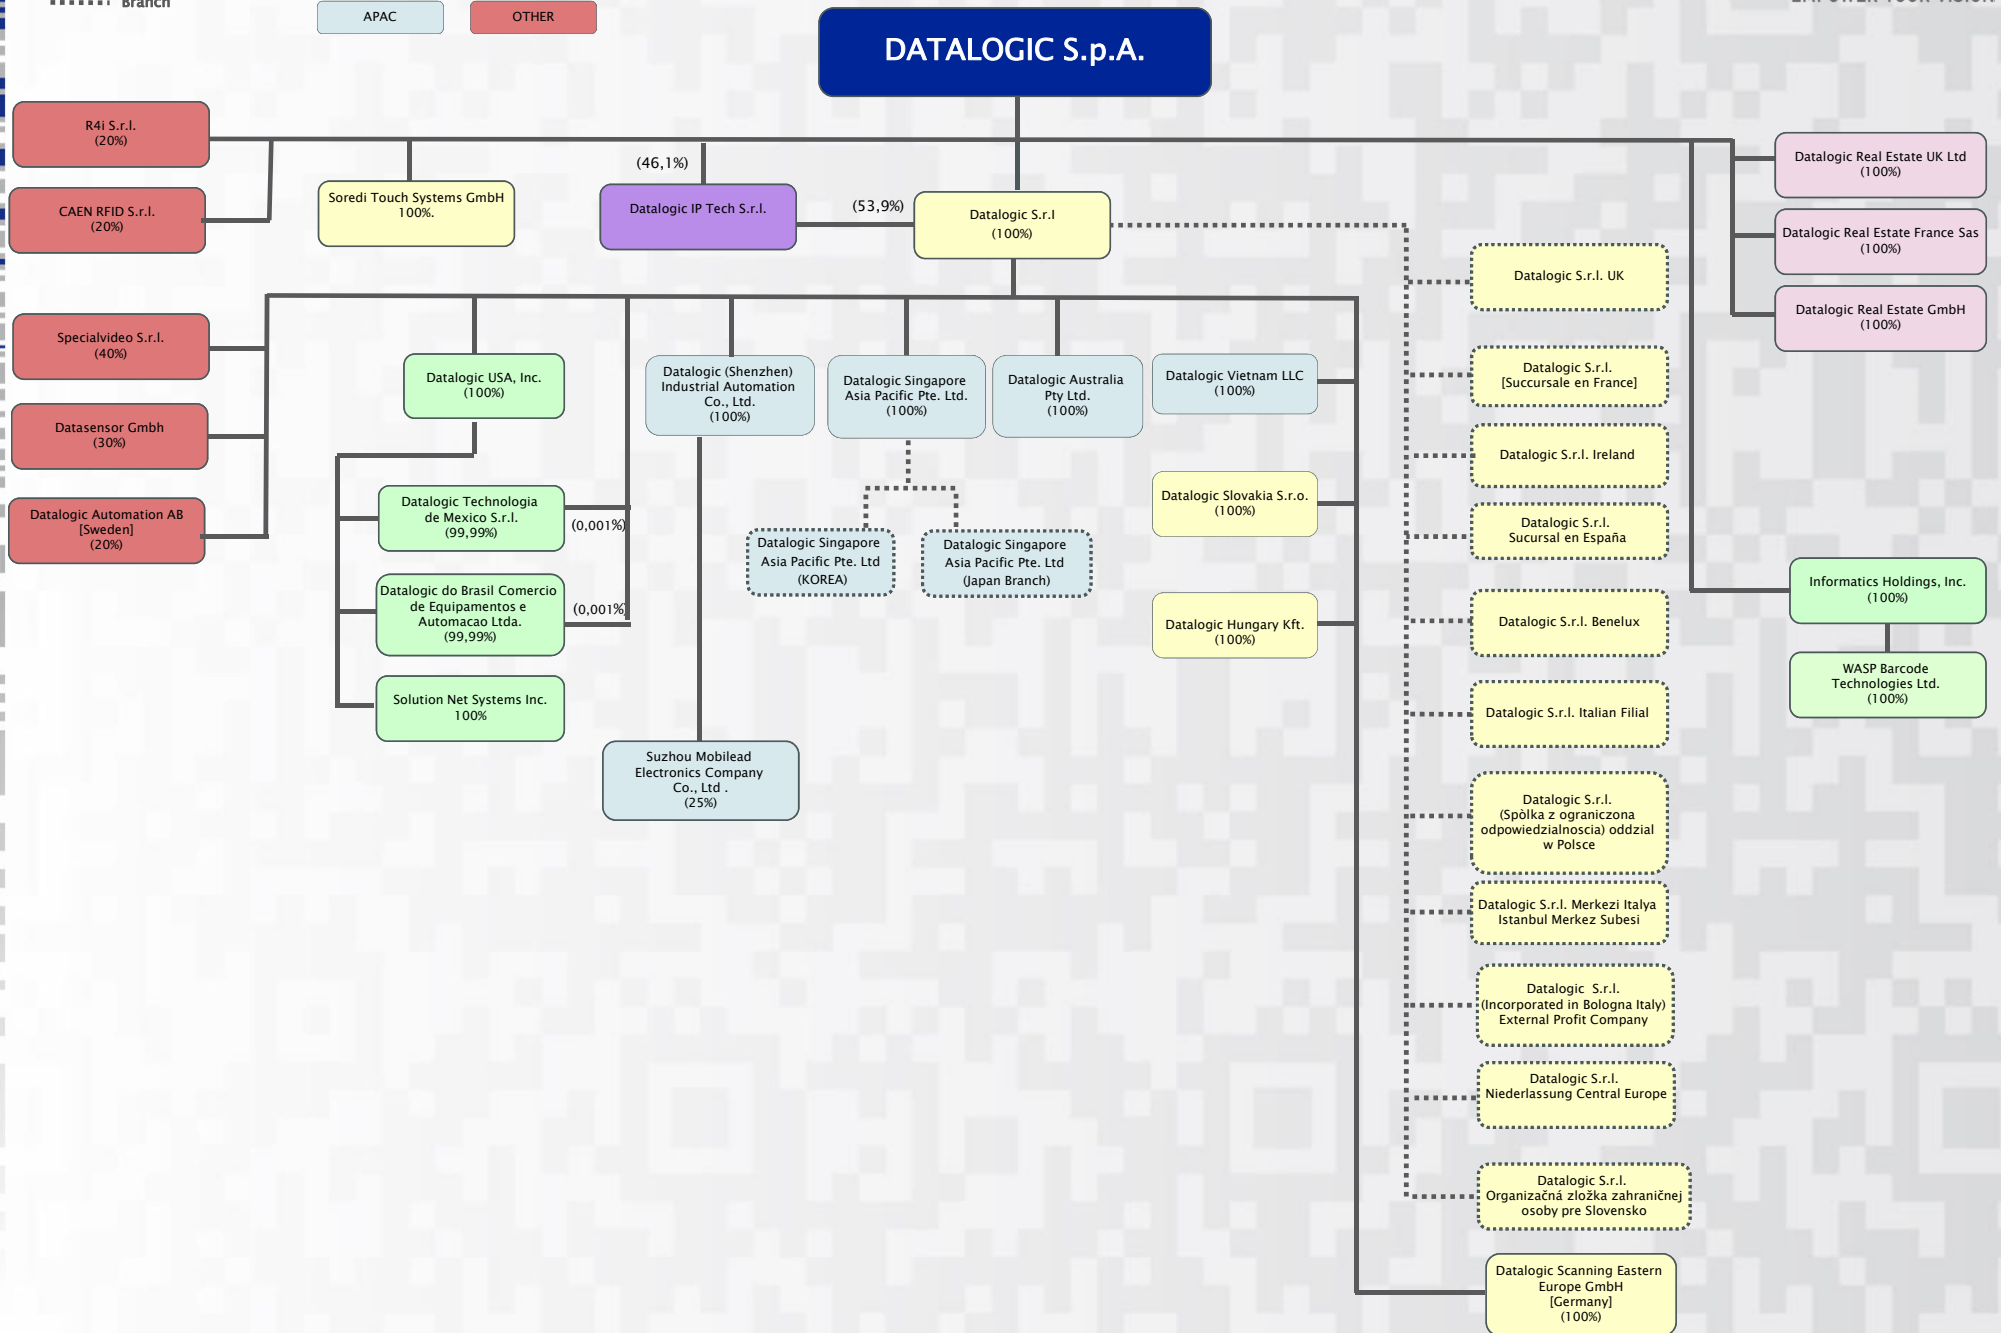 Branch
APAC
OTHER
EMPOWER YOUR VISION
DATALOGIC S.p.A.
R4i S.r.l.
(20%)
CAEN RFID S.r.l.
(20%)
Soredi Touch Systems GmbH
100%.
(46,1%)
Datalogic IP Tech S.r.l.
(53,9%)
Datalogic S.r.l
(100%)
Datalogic Real Estate UK Ltd
(100%)
Datalogic Real Estate France Sas
(100%)
Datalogic Real Estate GmbH
(100%)
Specialvideo S.r.l.
(40%)
Datasensor Gmbh
(30%)
Datalogic Automation AB
[Sweden]
(20%)
Datalogic USA, Inc.
(100%)
Datalogic Technologia
de Mexico S.r.l.
(99,99%)
(0,001%)
Datalogic do Brasil Comercio
de Equipamentos e
Automacao Ltda.
(99,99%)
(0,001%)
Solution Net Systems Inc.
100%
Datalogic (Shenzhen)
Industrial Automation
Co., Ltd.
(100%)
Suzhou Mobilead
Electronics Company
Co., Ltd .
(25%)
Datalogic Singapore
Asia Pacific Pte. Ltd.
(100%)
Datalogic Singapore
Asia Pacific Pte. Ltd
(KOREA)
Datalogic Singapore
Asia Pacific Pte. Ltd
(Japan Branch)
Datalogic Australia
Pty Ltd.
(100%)
Datalogic Vietnam LLC
(100%)
Datalogic Slovakia S.r.o.
(100%)
Datalogic Hungary Kft.
(100%)
Datalogic S.r.l. UK
Datalogic S.r.l.
[Succursale en France]
Datalogic S.r.l. Ireland
Datalogic S.r.l.
Sucursal en España
Datalogic S.r.l. Benelux
Datalogic S.r.l. Italian Filial
Datalogic S.r.l.
(Spòlka z ograniczona
odpowiedzialnoscia) oddzial
w Polsce
Datalogic S.r.l. Merkezi Italya
Istanbul Merkez Subesi
Datalogic S.r.l.
(Incorporated in Bologna Italy)
External Profit Company
Datalogic S.r.l.
Niederlassung Central Europe
Datalogic S.r.l.
Organizačná zložka zahraničnej
osoby pre Slovensko
Datalogic Scanning Eastern
Europe GmbH
[Germany]
(100%)
Informatics Holdings, Inc.
(100%)
WASP Barcode
Technologies Ltd.
(100%)